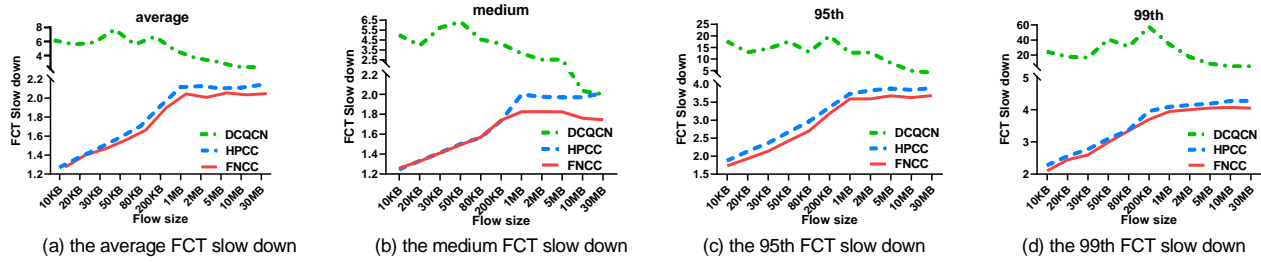 average
FCT Slow down
8
6
4
2.2
2.0
1.8
1.6
1.4
1.2
DCQCN
HPCC
FNCC
10KB 20KB 30KB 50KB 80KB 200KB 1MB 2MB 5MB 10MB 30MB
Flow size
(a) the average FCT slow down
medium
FCT Slow down
6.5
5.5
4.5
3.5
2.5
2.2
2.0
1.8
1.6
1.4
1.2
DCQCN
HPCC
FNCC
10KB 20KB 30KB 50KB 80KB 200KB 1MB 2MB 5MB 10MB 30MB
Flow size
(b) the medium FCT slow down
95th
FCT Slow down
25
20
15
10
5
4.0
3.5
3.0
2.5
2.0
1.5
DCQCN
HPCC
FNCC
10KB 20KB 30KB 50KB 80KB 200KB 1MB 2MB 5MB 10MB 30MB
Flow size
(c) the 95th FCT slow down
99th
FCT Slow down
60
40
20
5
4
3
2
DCQCN
HPCC
FNCC
10KB 20KB 30KB 50KB 80KB 200KB 1MB 2MB 5MB 10MB 30MB
Flow size
(d) the 99th FCT slow down